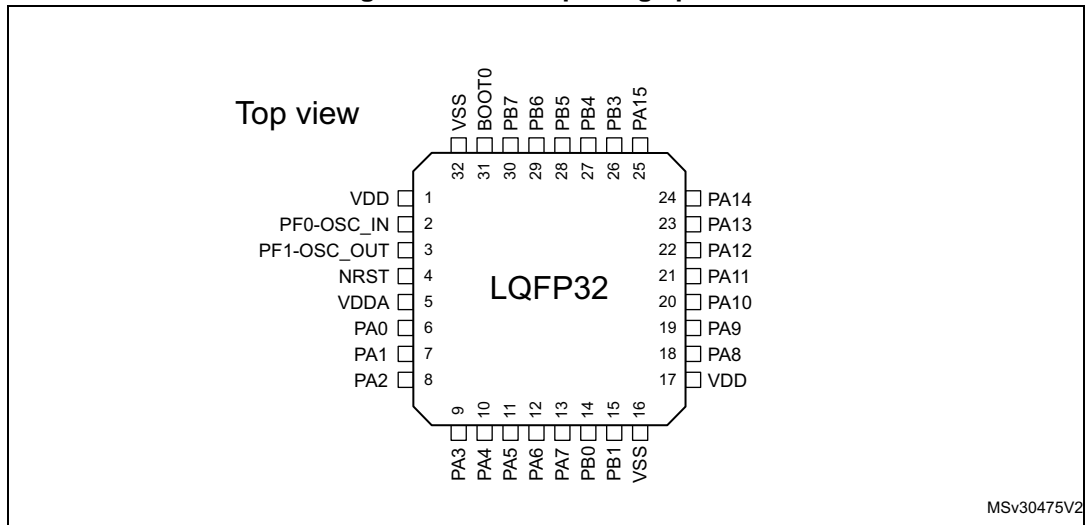 Top view
VSS
BOOT0
PB7
PB6
PB5
PB4
PB3
PA15
32
31
30
29
28
27
26
25
VDD 1
PF0-OSC_IN 2
PF1-OSC_OUT 3
NRST 4
VDDA 5
PA0 6
PA1 7
PA2 8
LQFP32
24 PA14
23 PA13
22 PA12
21 PA11
20 PA10
19 PA9
18 PA8
17 VDD
9
10
11
12
13
14
15
16
PA3
PA4
PA5
PA6
PA7
PB0
PB1
VSS
MSv30475V2